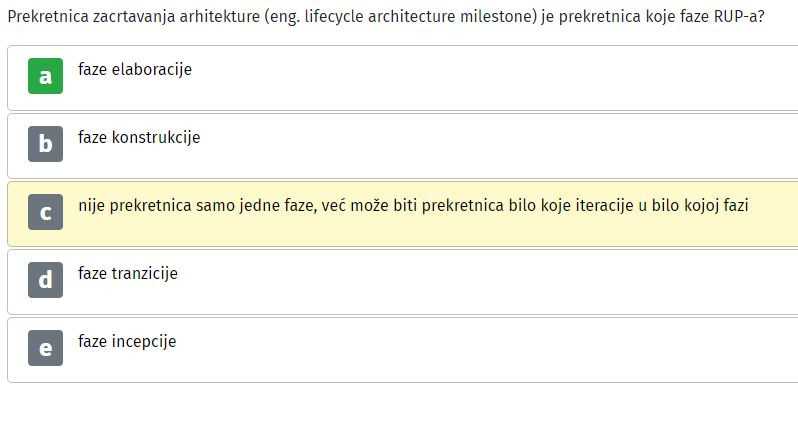 Prekretnica zacrtavanja arhitekture (eng. lifecycle architecture milestone) je prekretnica koje faze RUP-a?
a faze elaboracije
b faze konstrukcije
c nije prekretnica samo jedne faze, već može biti prekretnica bilo koje iteracije u bilo kojoj fazi
d faze tranzicije
e faze incepcije